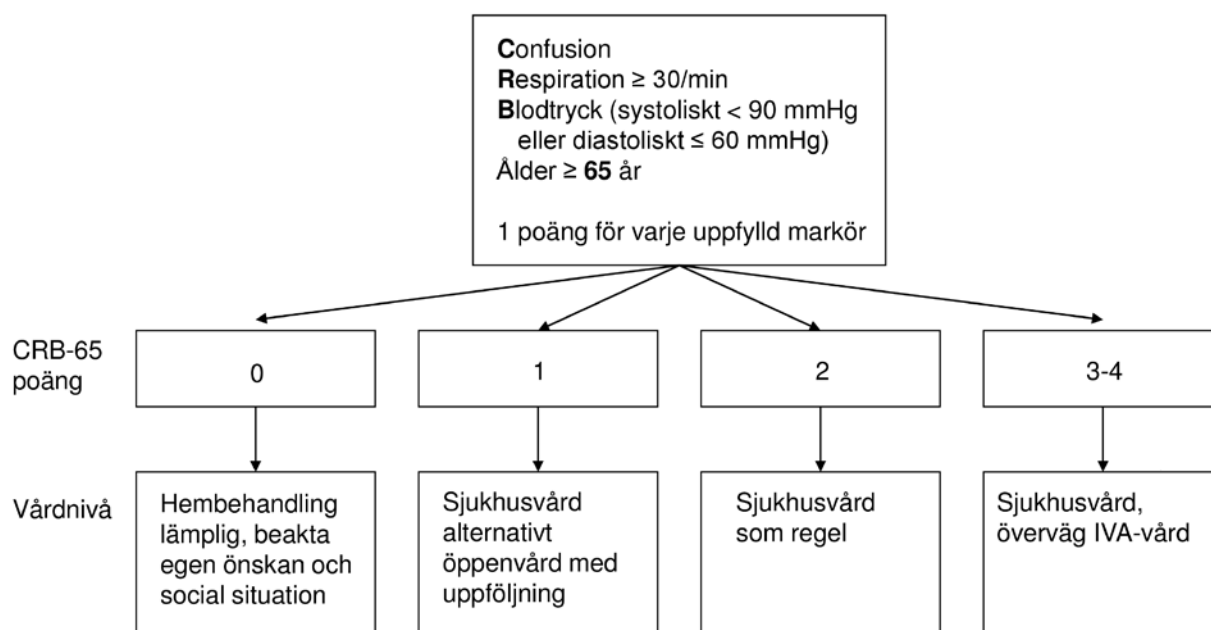 Confusion
Respiration ≥ 30/min
Blodtryck (systoliskt < 90 mmHg
eller diastoliskt ≤ 60 mmHg)
Ålder ≥ 65 år
1 poäng för varje uppfylld markör
CRB-65
poäng
0
1
2
3-4
Vårdnivå
Hembehandling
lämplig, beakta
egen önskan och
social situation
Sjukhusvård
alternativt
öppenvård med
uppföljning
Sjukhusvård
som regel
Sjukhusvård,
överväg IVA-vård